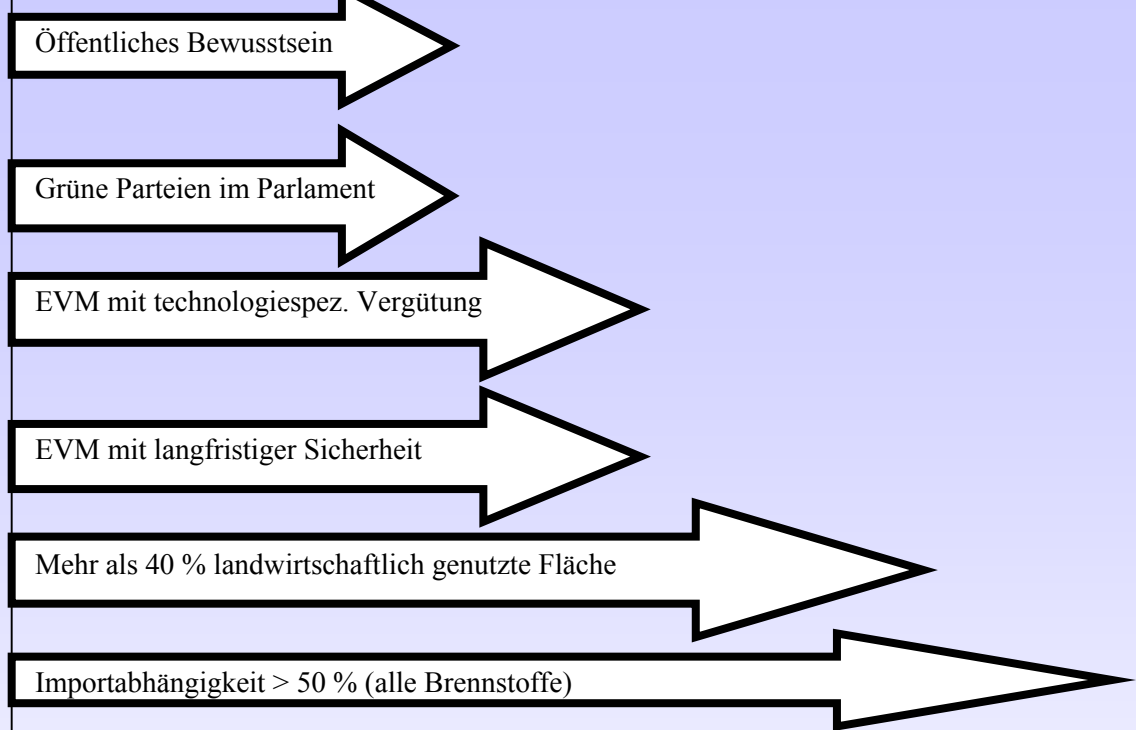 Öffentliches Bewusstsein
Grüne Parteien im Parlament
EVM mit technologiespez. Vergütung
EVM mit langfristiger Sicherheit
Mehr als 40 % landwirtschaftlich genutzte Fläche
Importabhängigkeit > 50 % (alle Brennstoffe)